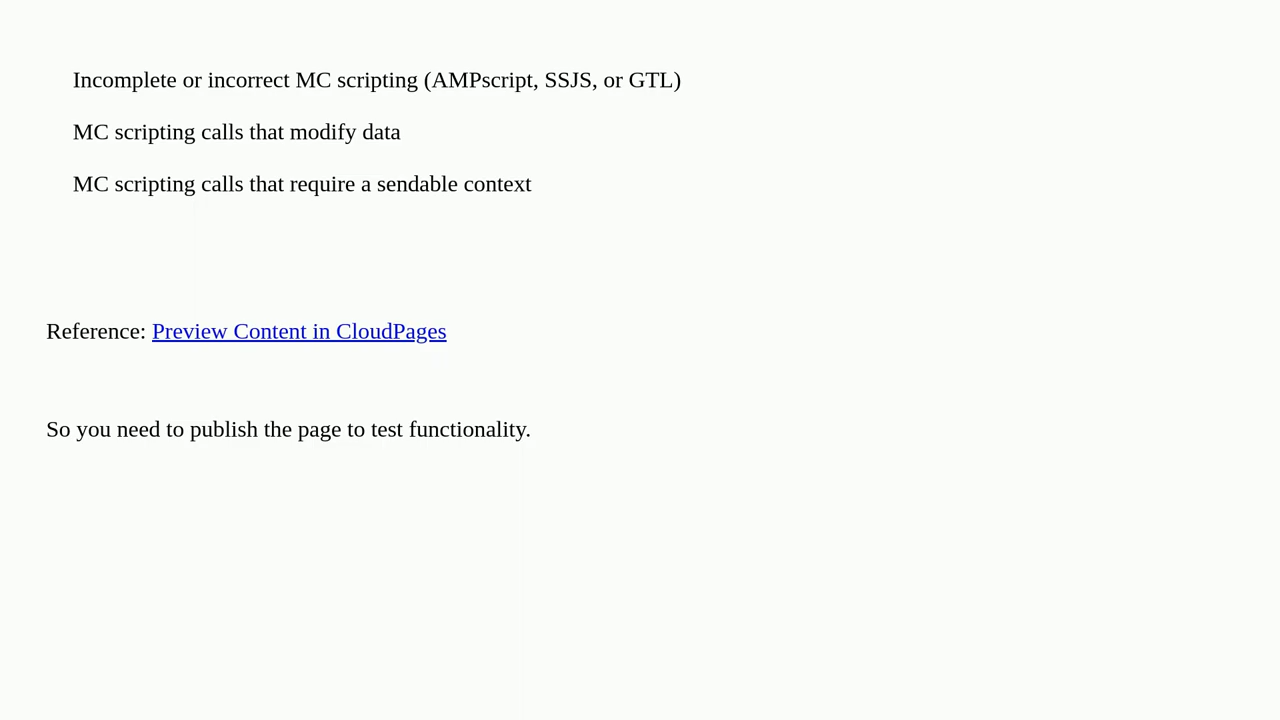 Incomplete or incorrect MC scripting (AMPscript, SSJS, or GTL)
MC scripting calls that modify data
MC scripting calls that require a sendable context
Reference: Preview Content in CloudPages
So you need to publish the page to test functionality.